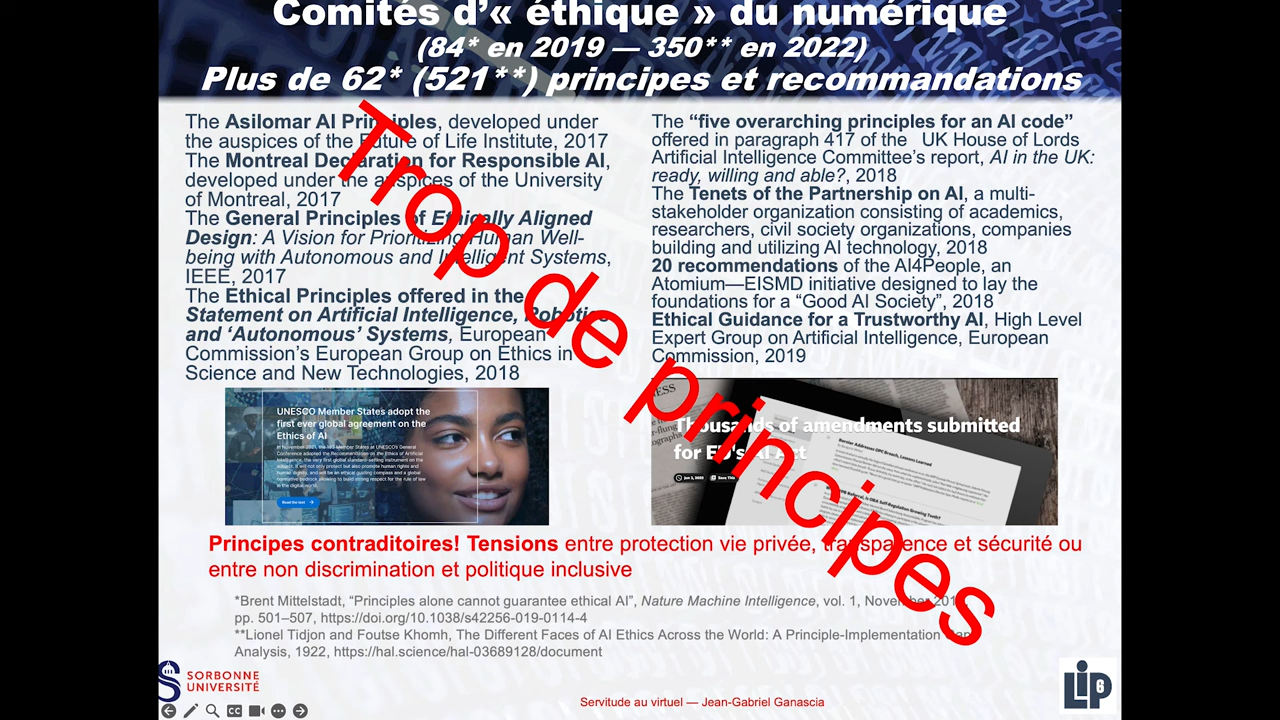 Comités d’« éthique » du numérique
(84* en 2019 — 350** en 2022)
Plus de 62* (521**) principes et recommandations
The Asilomar AI Principles, developed under
the auspices of the Future of Life Institute, 2017
The Montreal Declaration for Responsible AI,
developed under the auspices of the University
of Montreal, 2017
The General Principles of Ethically Aligned
Design: A Vision for Prioritizing Human Well-
being with Autonomous and Intelligent Systems,
IEEE, 2017
The Ethical Principles offered in the
Statement on Artificial Intelligence, Robotics
and ‘Autonomous’ Systems, European
Commission’s European Group on Ethics in
Science and New Technologies, 2018
The “five overarching principles for an AI code”
offered in paragraph 417 of the UK House of Lords
Artificial Intelligence Committee’s report, AI in the UK:
ready, willing and able?, 2018
The Tenets of the Partnership on AI, a multi-
stakeholder organization consisting of academics,
researchers, civil society organizations, companies
building and utilizing AI technology, 2018
20 recommendations of the AI4People, an
Atomium—EISMD initiative designed to lay the
foundations for a “Good AI Society”, 2018
Ethical Guidance for a Trustworthy AI, High Level
Expert Group on Artificial Intelligence, European
Commission, 2019
Trop de principes
UNESCO Member States adopt the
first ever global agreement on the
Ethics of AI
Read the text
Thousands of amendments submitted
for EU's AI Act
Save This
Principes contraditoires! Tensions entre protection vie privée, transparence et sécurité ou
entre non discrimination et politique inclusive
*Brent Mittelstadt, “Principles alone cannot guarantee ethical AI”, Nature Machine Intelligence, vol. 1, November 2019,
pp. 501–507, https://doi.org/10.1038/s42256-019-0114-4
**Lionel Tidjon and Foutse Khomh, The Different Faces of AI Ethics Across the World: A Principle-Implementation Gap
Analysis, 1922, https://hal.science/hal-03689128/document
SORBONNE
UNIVERSITÉ
CC
Servitude au virtuel — Jean-Gabriel Ganascia
LIP6